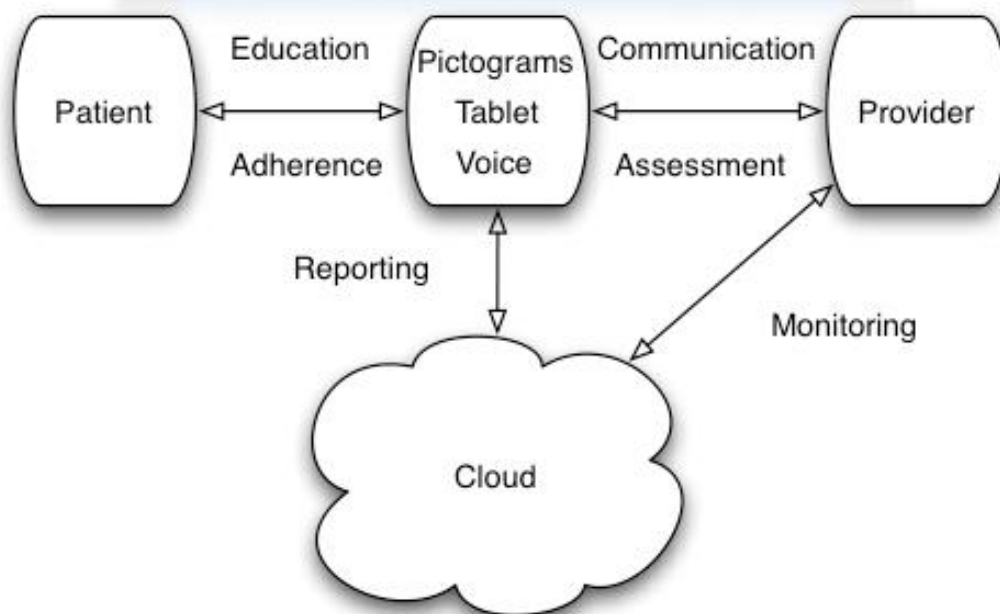 Patient
Education
Adherence
Pictograms
Tablet
Voice
Communication
Assessment
Provider
Reporting
Monitoring
Cloud